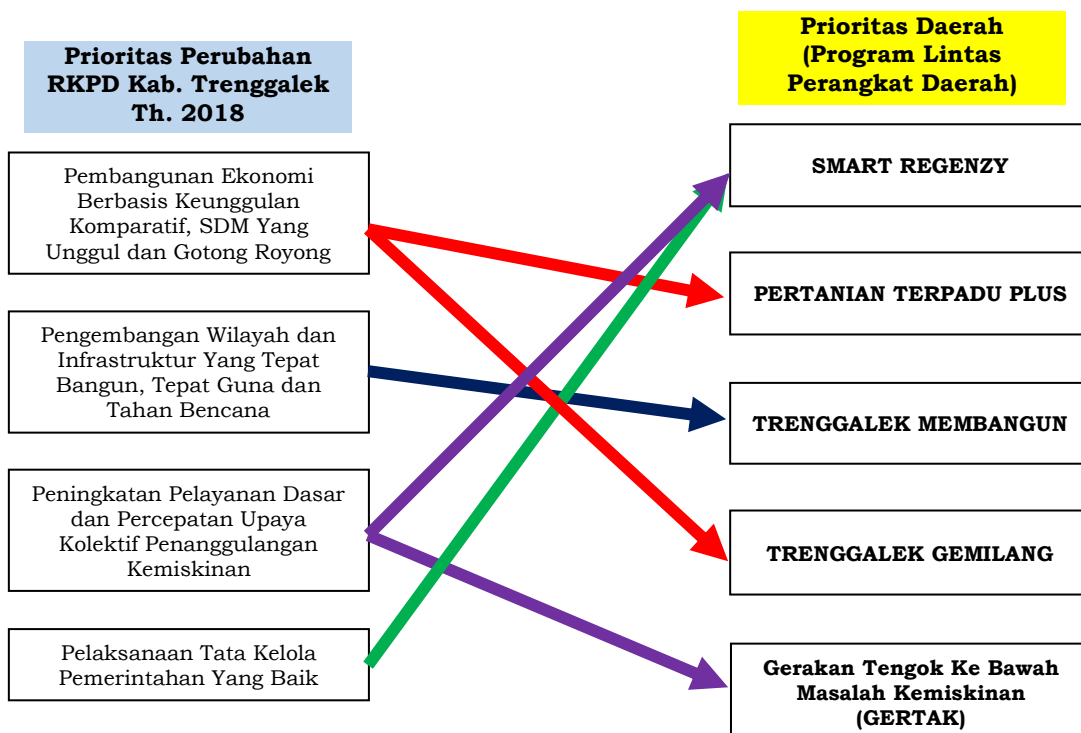 Prioritas Perubahan
RKPD Kab. Trenggalek
Th. 2018
Pembangunan Ekonomi
Berbasis Keunggulan
Komparatif, SDM Yang
Unggul dan Gotong Royong
Pengembangan Wilayah dan
Infrastruktur Yang Tepat
Bangun, Tepat Guna dan
Tahan Bencana
Peningkatan Pelayanan Dasar
dan Percepatan Upaya
Kolektif Penanggulangan
Kemiskinan
Pelaksanaan Tata Kelola
Pemerintahan Yang Baik
Prioritas Daerah
(Program Lintas
Perangkat Daerah)
SMART REGENZY
PERTANIAN TERPADU PLUS
TRENGGALEK MEMBANGUN
TRENGGALEK GEMILANG
Gerakan Tengok Ke Bawah
Masalah Kemiskinan
(GERTAK)